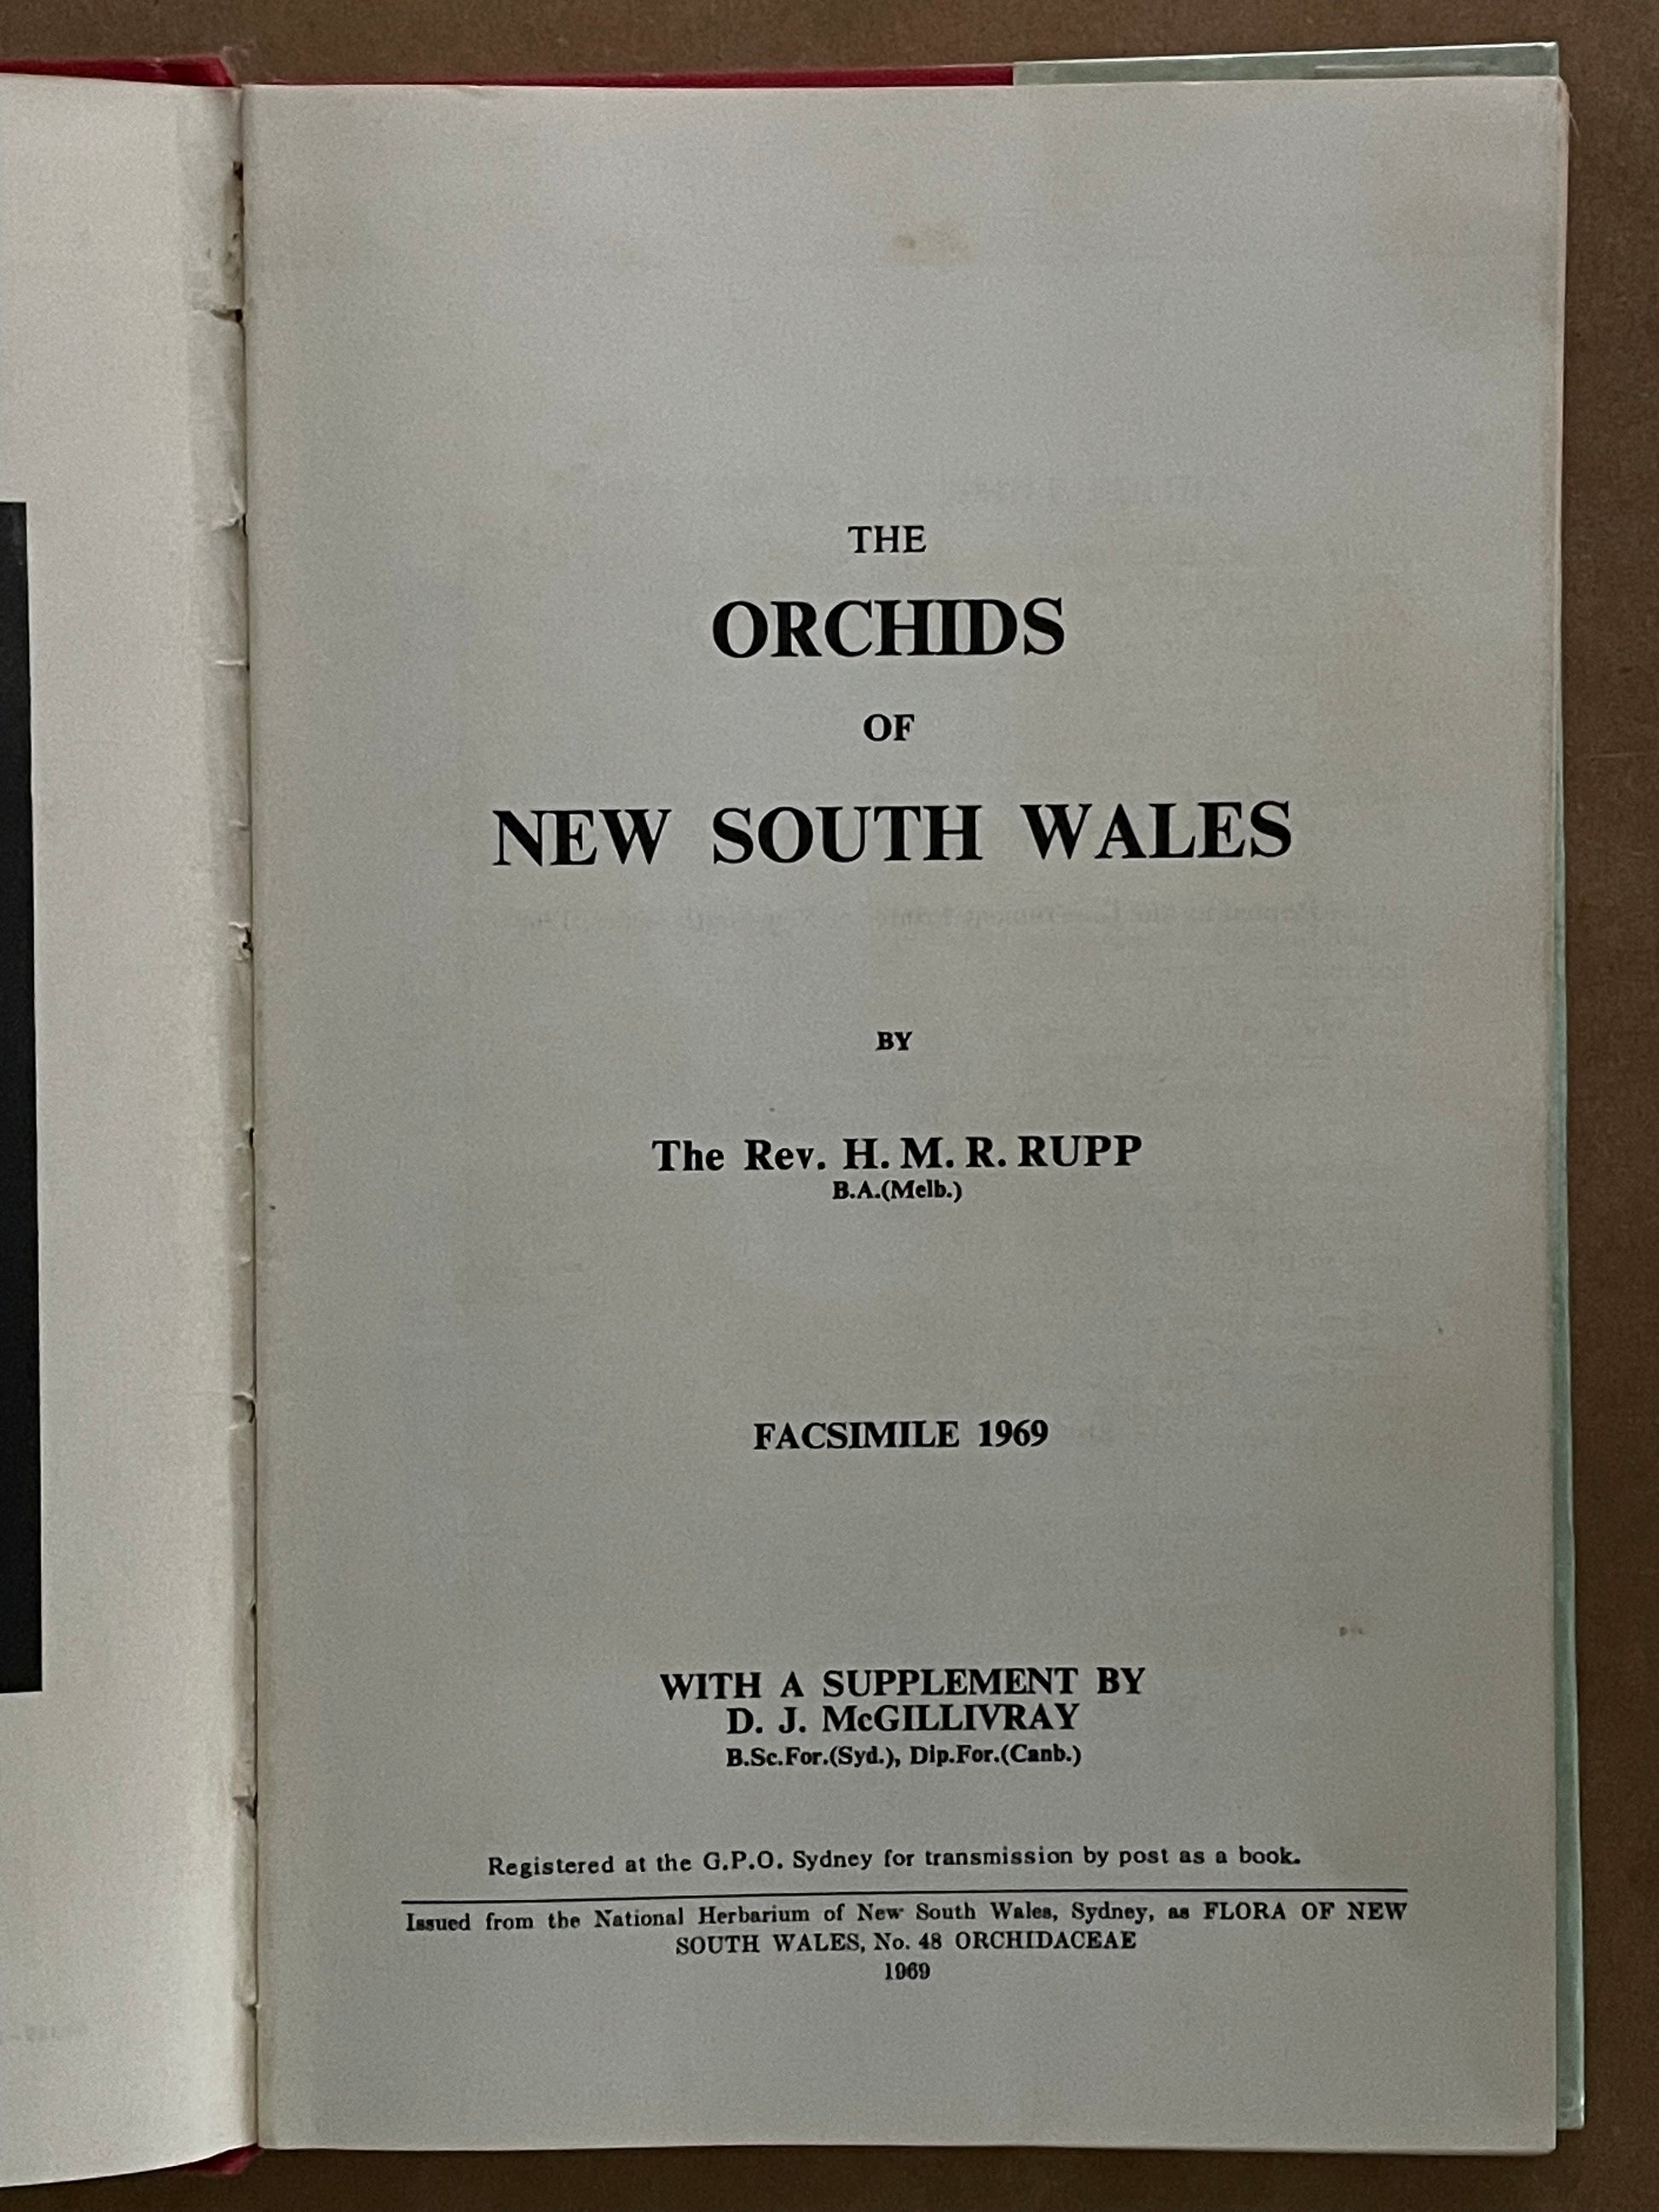 THE
ORCHIDS
OF
NEW SOUTH WALES
BY
The Rev. H. M. R. RUPP
B.A.(Melb.)
FACSIMILE 1969
WITH A SUPPLEMENT BY
D. J. McGILLIVRAY
B.Sc.For.(Syd.), Dip.For.(Canb.)
Registered at the G.P.O. Sydney for transmission by post as a book.
Issued from the National Herbarium of New South Wales, Sydney, as FLORA OF NEW
SOUTH WALES, No. 48 ORCHIDACEAE
1969